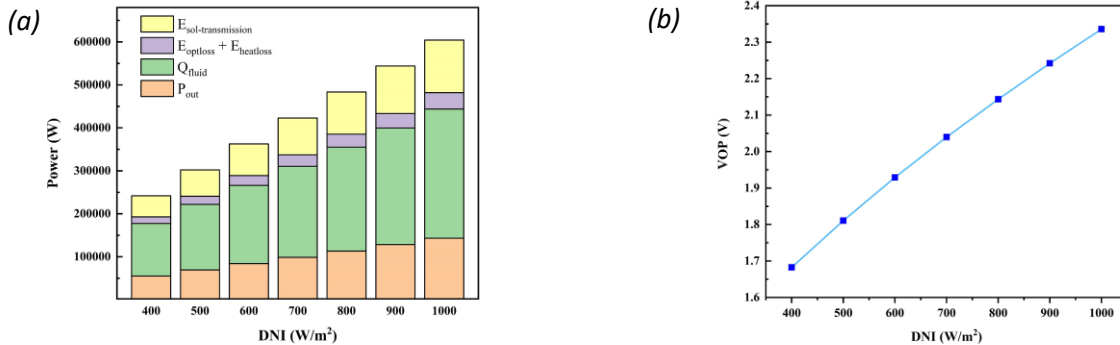 (a)
E_sol-transmission
E_optloss + E_heatloss
Q_fluid
P_out
600000
500000
400000
300000
200000
100000
Power (W)
400 500 600 700 800 900 1000
DNI (W/m²)
(b)
2.4
2.3
2.2
2.1
2.0
1.9
1.8
1.7
1.6
VOP (V)
400 500 600 700 800 900 1000
DNI (W/m²)